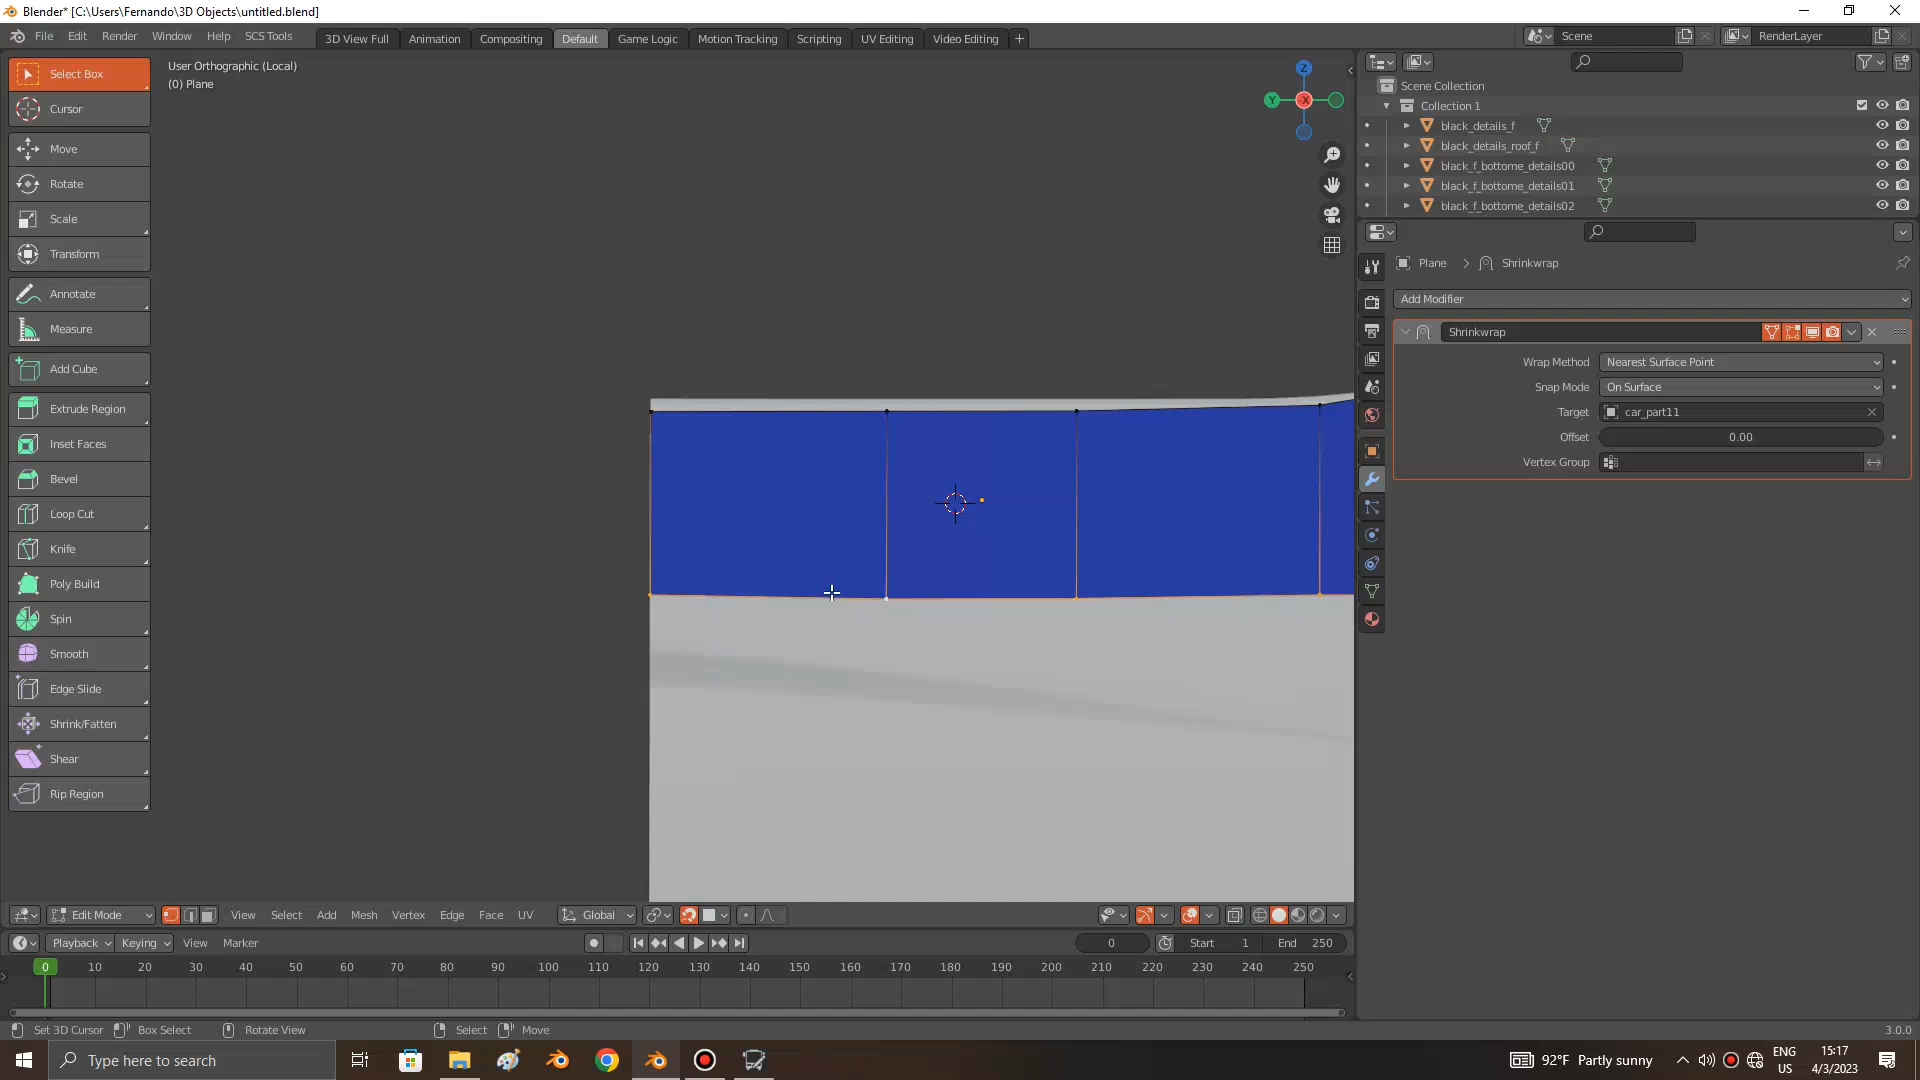 Blender* [C:\Users\Fernando\3D Objects\untitled.blend]
File Edit Render Window Help SCS Tools 3D View Full Animation Compositing Default Game Logic Motion Tracking Scripting UV Editing Video Editing +
Scene RenderLayer
User Orthographic (Local)
(0) Plane
Z
Y
X
Select Box
Cursor
Move
Rotate
Scale
Transform
Annotate
Measure
Add Cube
Extrude Region
Inset Faces
Bevel
Loop Cut
Knife
Poly Build
Spin
Smooth
Edge Slide
Shrink/Fatten
Shear
Rip Region
Scene Collection
Collection 1
black_details_f
black_details_roof_f
black_f_bottome_details00
black_f_bottome_details01
black_f_bottome_details02
Plane > Shrinkwrap
Add Modifier
Shrinkwrap
Wrap Method Nearest Surface Point
Snap Mode On Surface
Target car_part11
Offset 0.00
Vertex Group
Edit Mode View Select Add Mesh Vertex Edge Face UV Global
Playback Keying View Marker 0 Start 1 End 250
0 10 20 30 40 50 60 70 80 90 100 110 120 130 140 150 160 170 180 190 200 210 220 230 240 250
Set 3D Cursor Box Select Rotate View Select Move 3.0.0
Type here to search
92°F Partly sunny
ENG
US
15:17
4/3/2023